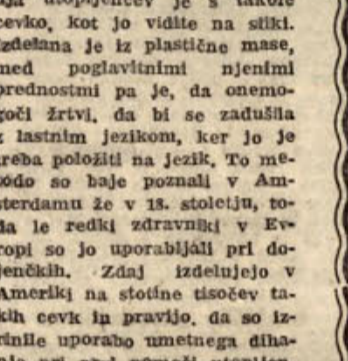 utopljencev je s takole
cevko, kot jo vidite na sliki.
izdelana je iz plastične mase,
med poglavitnimi njenimi
prednostmi pa je, da onemo-
goči žrtvi, da bi se zadušila
z lastnim jezikom, ker jo je
treba položiti na jezik. To me-
todo so baje poznali v Am-
sterdamu že v 18. stoletju, to-
da le redki zdravniki v Ev-
ropi so jo uporabljali pri do-
jenčkih. Zdaj izdelujejo v
Ameriki na stotine tisočev ta-
kih cevk in pravijo, da so iz-
rinile uporabo umetnega diha-